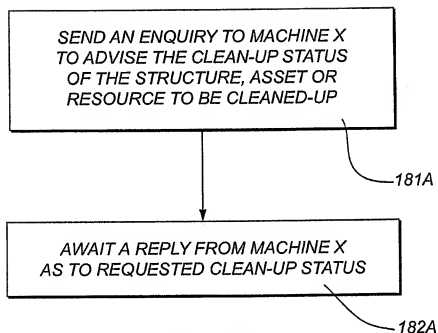 SEND AN ENQUIRY TO MACHINE X
TO ADVISE THE CLEAN-UP STATUS
OF THE STRUCTURE, ASSET OR
RESOURCE TO BE CLEANED-UP
181A
AWAIT A REPLY FROM MACHINE X
AS TO REQUESTED CLEAN-UP STATUS
182A